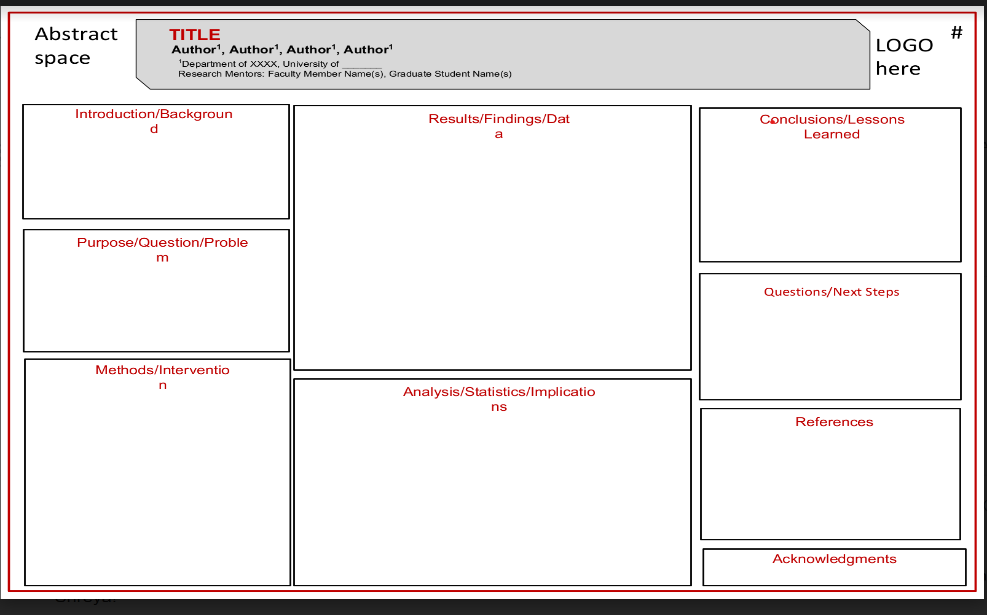 Abstract
space
TITLE
Author¹, Author¹, Author¹, Author¹
¹Department of XXXX, University of ________
Research Mentors: Faculty Member Name(s), Graduate Student Name(s)
LOGO
here
#
Introduction/Backgroun
d
Purpose/Question/Proble
m
Methods/Interventio
n
Results/Findings/Dat
a
Analysis/Statistics/Implicatio
ns
Conclusions/Lessons
Learned
Questions/Next Steps
References
Acknowledgments